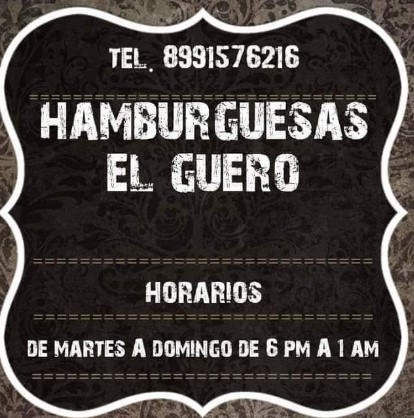 TEL. 8991576216
HAMBURGUESAS
EL GUERO
HORARIOS
DE MARTES A DOMINGO DE 6 PM A 1 AM